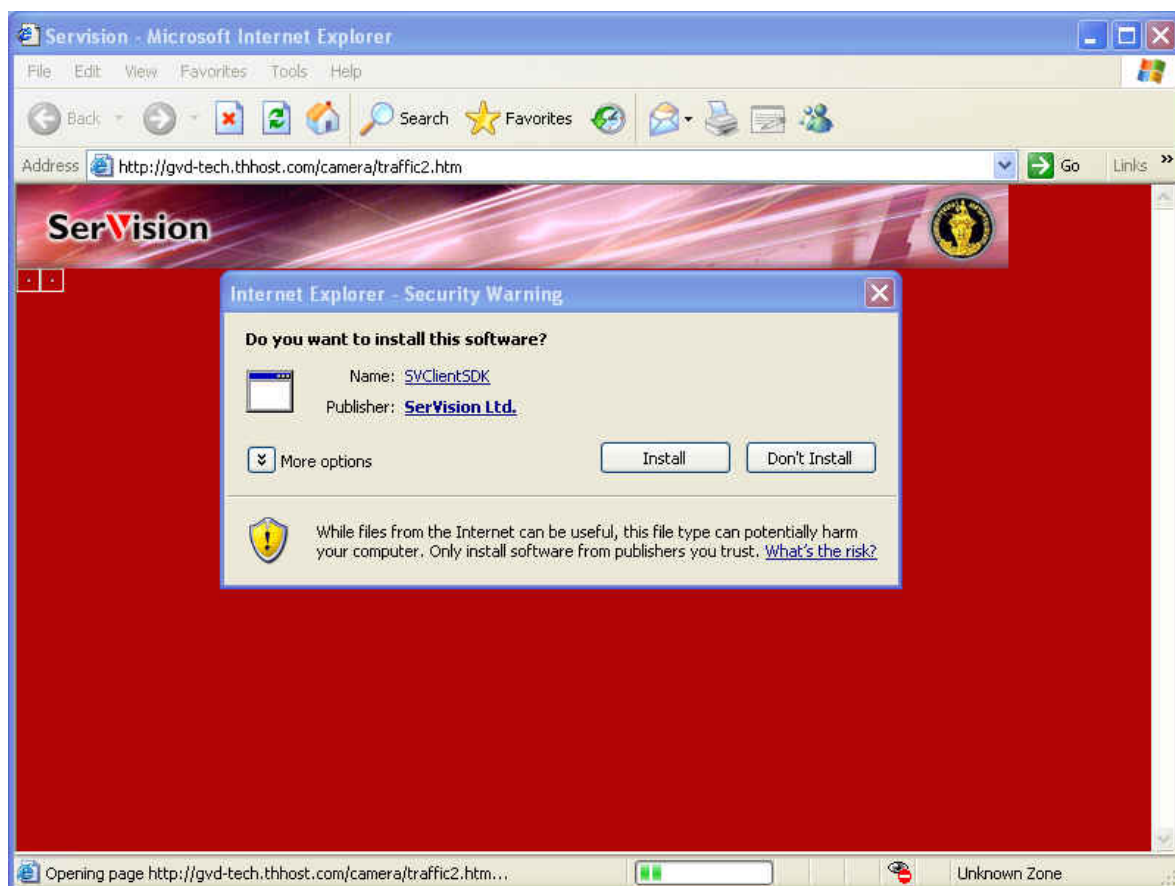 Servision - Microsoft Internet Explorer
File Edit View Favorites Tools Help
Back Search Favorites
Address http://gvd-tech.thhost.com/camera/traffic2.htm Go Links »
SerVision
Internet Explorer - Security Warning
Do you want to install this software?
Name: SVClientSDK
Publisher: SerVision Ltd.
More options Install Don't Install
While files from the Internet can be useful, this file type can potentially harm
your computer. Only install software from publishers you trust. What's the risk?
Opening page http://gvd-tech.thhost.com/camera/traffic2.htm... Unknown Zone